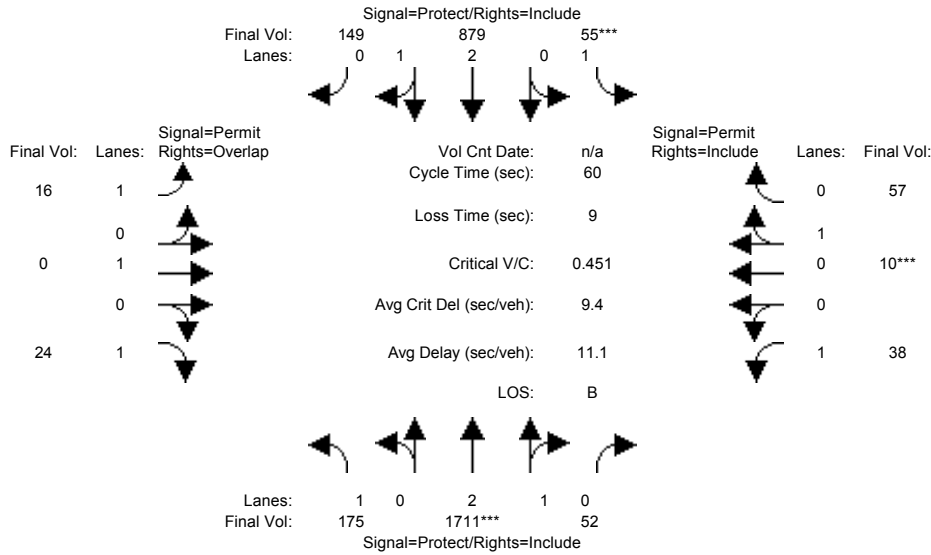 Signal=Protect/Rights=Include
Final Vol: 149 879 55***
Lanes: 0 1 2 0 1
Signal=Permit
Final Vol: Lanes: Rights=Overlap
Vol Cnt Date: n/a
Signal=Permit
Rights=Include Lanes: Final Vol:
Cycle Time (sec): 60
16 1
0 57
Loss Time (sec): 9
0
1
0 1
Critical V/C: 0.451
0 10***
0
Avg Crit Del (sec/veh): 9.4
0
24 1
Avg Delay (sec/veh): 11.1
1 38
LOS: B
Lanes: 1 0 2 1 0
Final Vol: 175 1711*** 52
Signal=Protect/Rights=Include